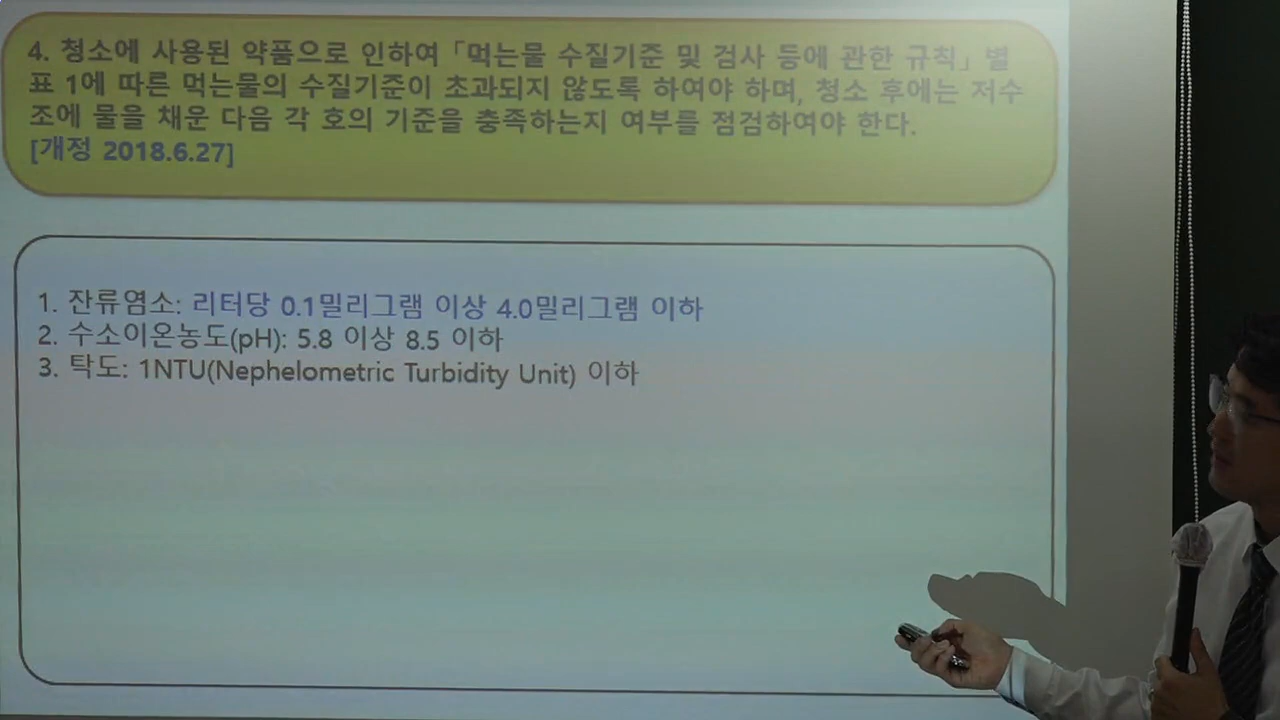 4. 청소에 사용된 약품으로 인하여 「먹는물 수질기준 및 검사 등에 관한 규칙」 별
표 1에 따른 먹는물의 수질기준이 초과되지 않도록 하여야 하며, 청소 후에는 저수
조에 물을 채운 다음 각 호의 기준을 충족하는지 여부를 점검하여야 한다.
[개정 2018.6.27]
1. 잔류염소: 리터당 0.1밀리그램 이상 4.0밀리그램 이하
2. 수소이온농도(pH): 5.8 이상 8.5 이하
3. 탁도: 1NTU(Nephelometric Turbidity Unit) 이하